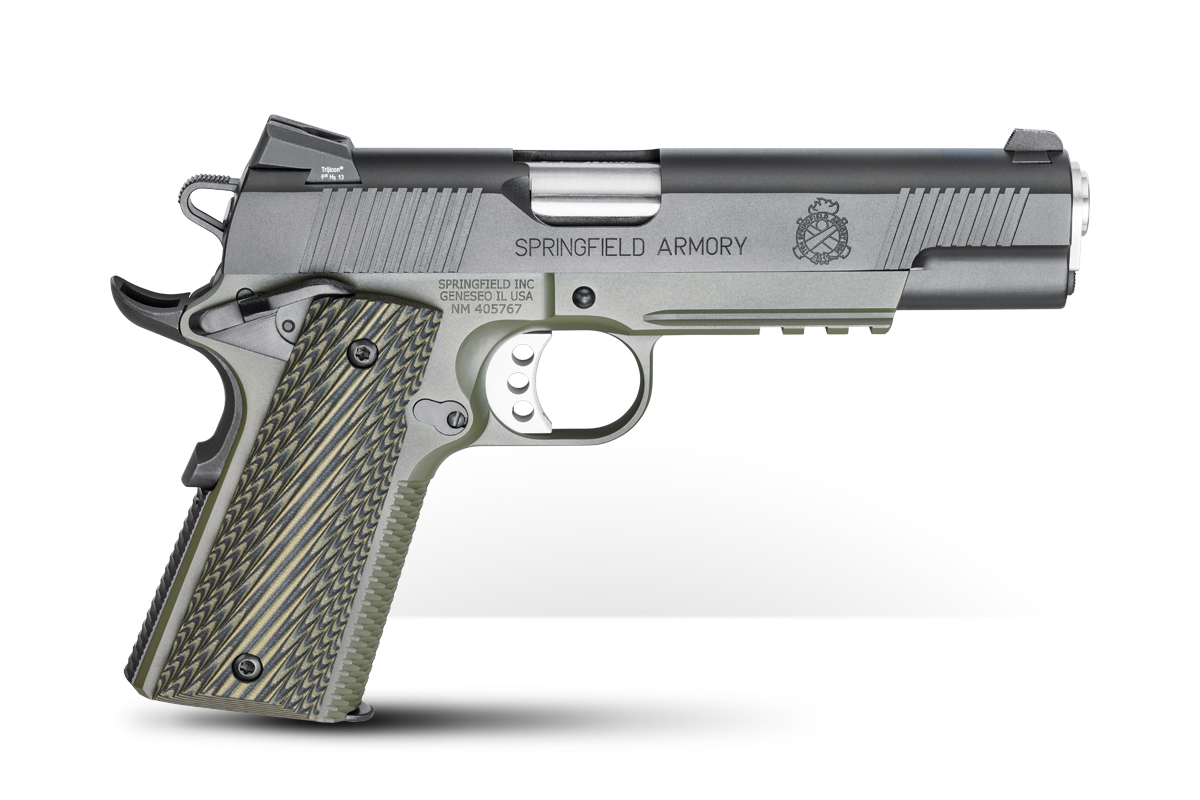 Trijicon®
SPRINGFIELD ARMORY
SPRINGFIELD INC
GENESEO IL USA
NM 405767